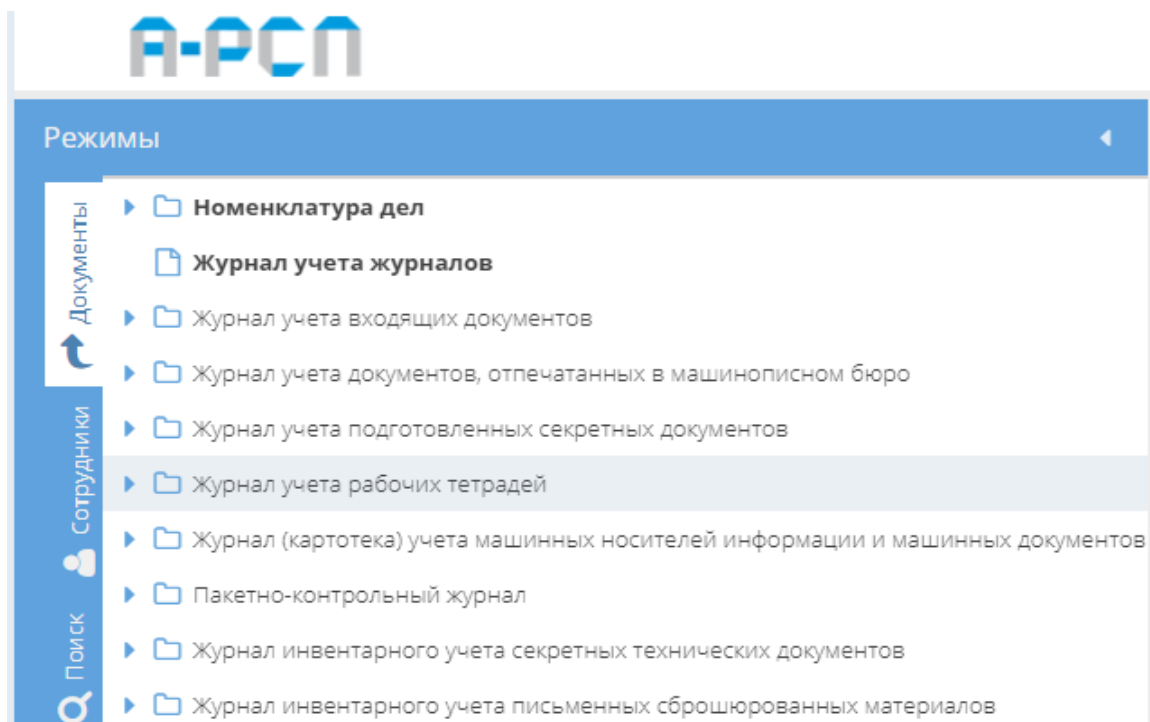 А-РСП
Режимы
Документы
Номенклатура дел
Журнал учета журналов
Журнал учета входящих документов
Журнал учета документов, отпечатанных в машинописном бюро
Журнал учета подготовленных секретных документов
Сотрудники
Журнал учета рабочих тетрадей
Журнал (картотека) учета машинных носителей информации и машинных документов
Пакетно-контрольный журнал
Поиск
Журнал инвентарного учета секретных технических документов
Журнал инвентарного учета письменных сброшюрованных материалов